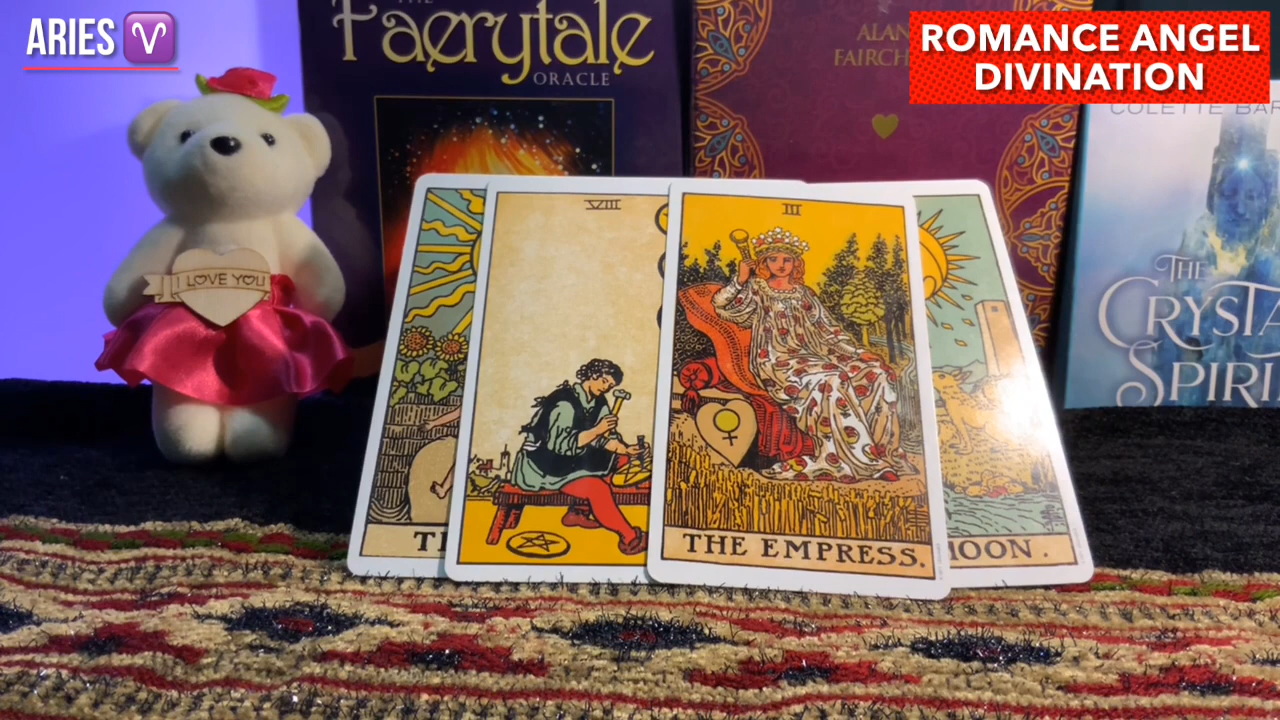 ARIES ♈
ROMANCE ANGEL
DIVINATION
THE
Faerytale
ORACLE
ALAN
FAIRCH
COLETTE BAR
THE
CRYSTA
SPIRI
I LOVE YOU
VIII
III
THE EMPRESS.
MOON.